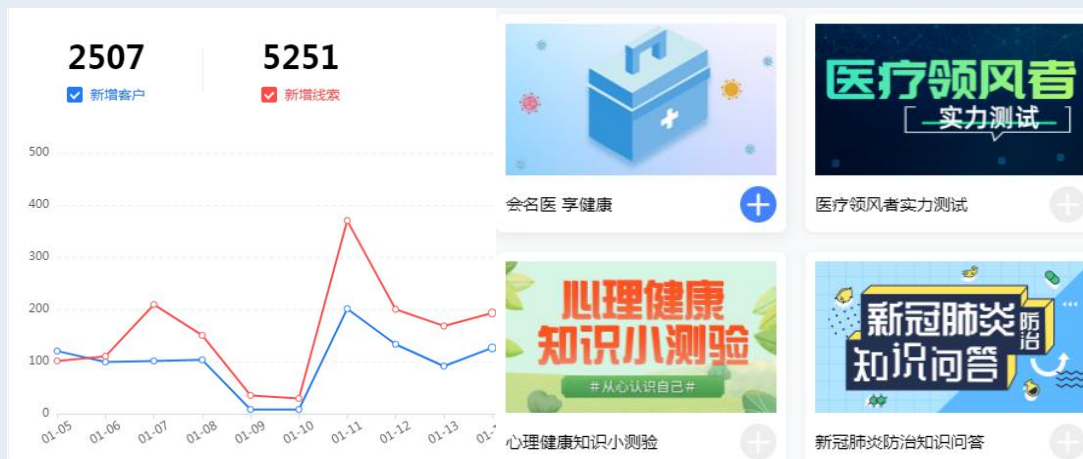 2507
5251
新增客户
新增线索
500
400
300
200
100
0
01-05
01-06
01-07
01-08
01-09
01-10
01-11
01-12
01-13
会名医 享健康
医疗领风者
实力测试
医疗领风者实力测试
心理健康
知识小测验
#从心认识自己#
心理健康知识小测验
新冠肺炎防治
知识问答
新冠肺炎防治知识问答